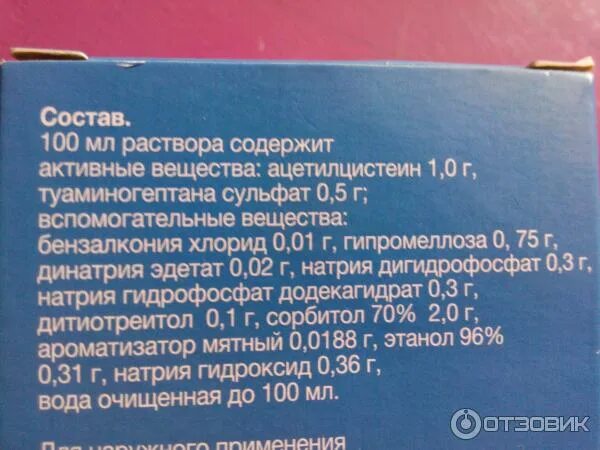 Состав.
100 мл раствора содержит
активные вещества: ацетилцистеин 1,0 г,
туаминогептана сульфат 0,5 г;
вспомогательные вещества:
бензалкония хлорид 0,01 г, гипромеллоза 0, 75 г,
динатрия эдетат 0,02 г, натрия дигидрофосфат 0,3 г,
натрия гидрофосфат додекагидрат 0,3 г,
дитиотреитол 0,1 г, сорбитол 70% 2,0 г,
ароматизатор мятный 0,0188 г, этанол 96%
0,31 г, натрия гидроксид 0,36 г,
вода очищенная до 100 мл.
Для наружного применения
ОТЗОВИК